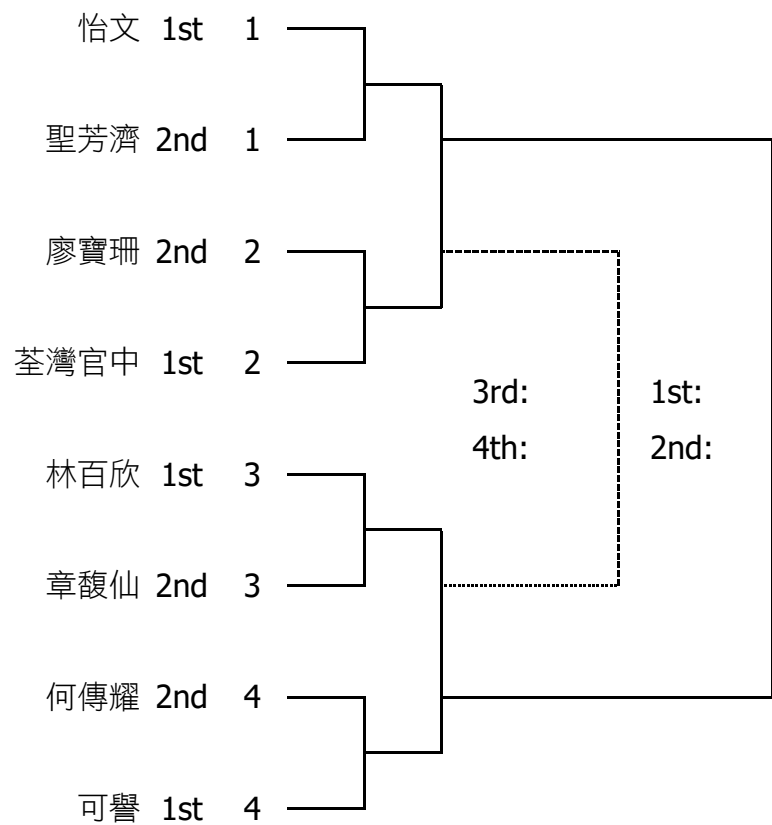 怡文 1st 1
聖芳濟 2nd 1
廖寶珊 2nd 2
荃灣官中 1st 2
3rd: 1st:
4th: 2nd:
林百欣 1st 3
章馥仙 2nd 3
何傳耀 2nd 4
可譽 1st 4